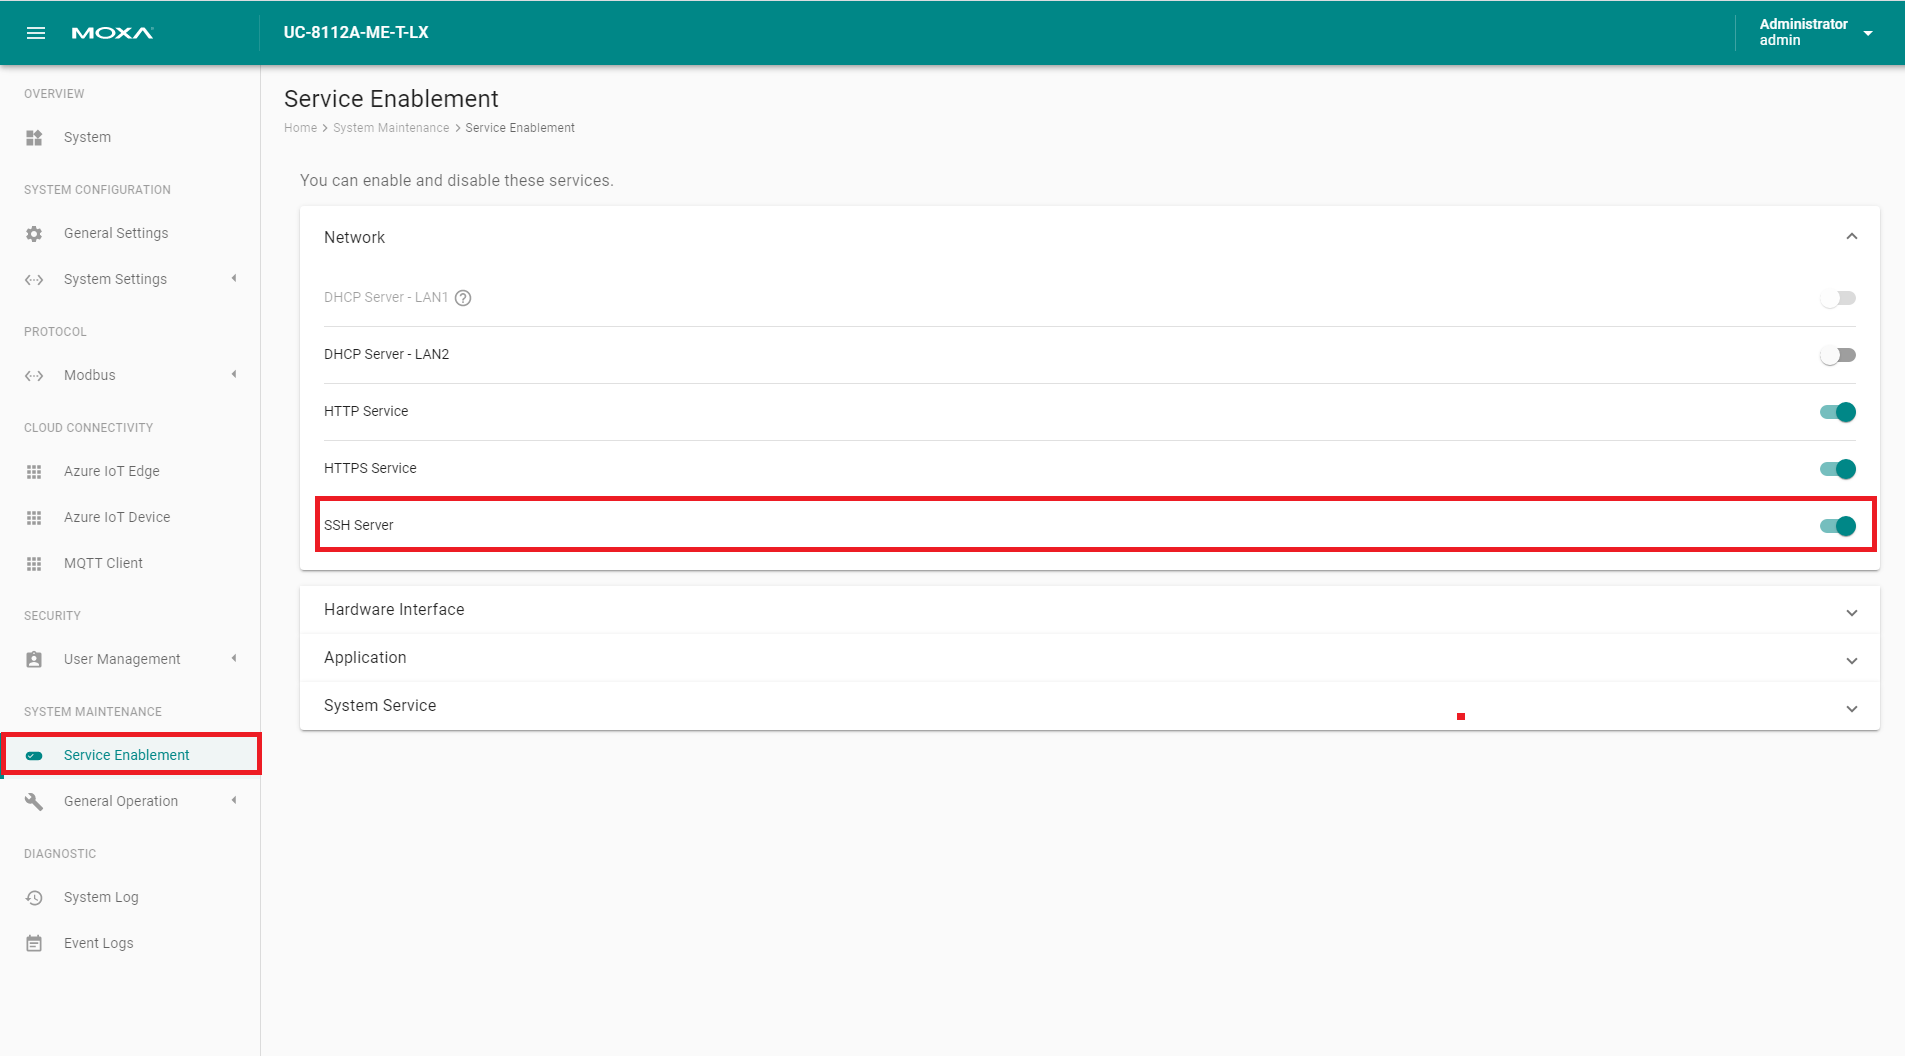 MOXA
UC-8112A-ME-T-LX
Administrator
admin
OVERVIEW
System
SYSTEM CONFIGURATION
General Settings
System Settings
PROTOCOL
Modbus
CLOUD CONNECTIVITY
Azure IoT Edge
Azure IoT Device
MQTT Client
SECURITY
User Management
SYSTEM MAINTENANCE
Service Enablement
General Operation
DIAGNOSTIC
System Log
Event Logs
Service Enablement
Home > System Maintenance > Service Enablement
You can enable and disable these services.
Network
DHCP Server - LAN1 ?
DHCP Server - LAN2
HTTP Service
HTTPS Service
SSH Server
Hardware Interface
Application
System Service